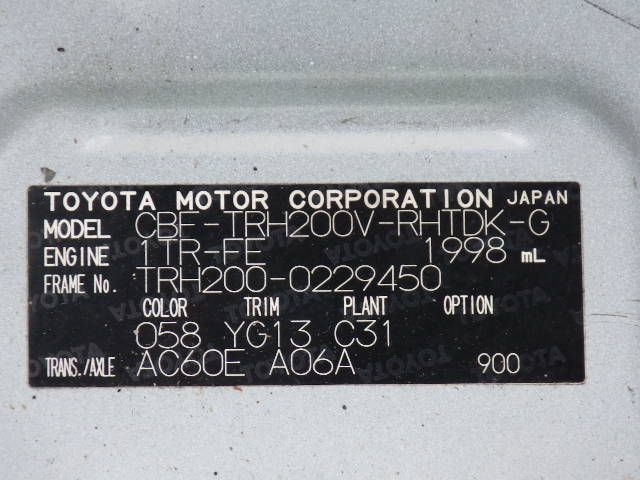 TOYOTA MOTOR CORPORATION JAPAN
MODEL CBF-TRH200V-RHTDK-G
ENGINE 1TR-FE 1998 mL
FRAME No. TRH200-0229450
COLOR TRIM PLANT OPTION
058 YG13 C31
TRANS./AXLE AC60E A06A 900